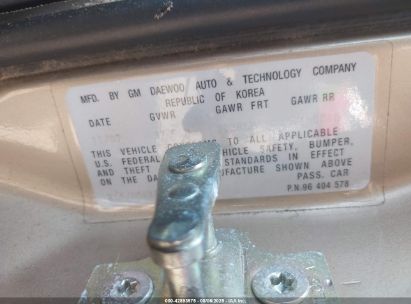 MFD. BY GM DAEWOO AUTO & TECHNOLOGY COMPANY
REPUBLIC OF KOREA
DATE GVWR GAWR FRT GAWR RR
THIS VEHICLE TO ALL APPLICABLE
U.S. FEDERAL VEHICLE SAFETY, BUMPER,
AND THEFT STANDARDS IN EFFECT
ON THE DA MANUFACTURE SHOWN ABOVE
PASS. CAR
P.N. 96 404 578